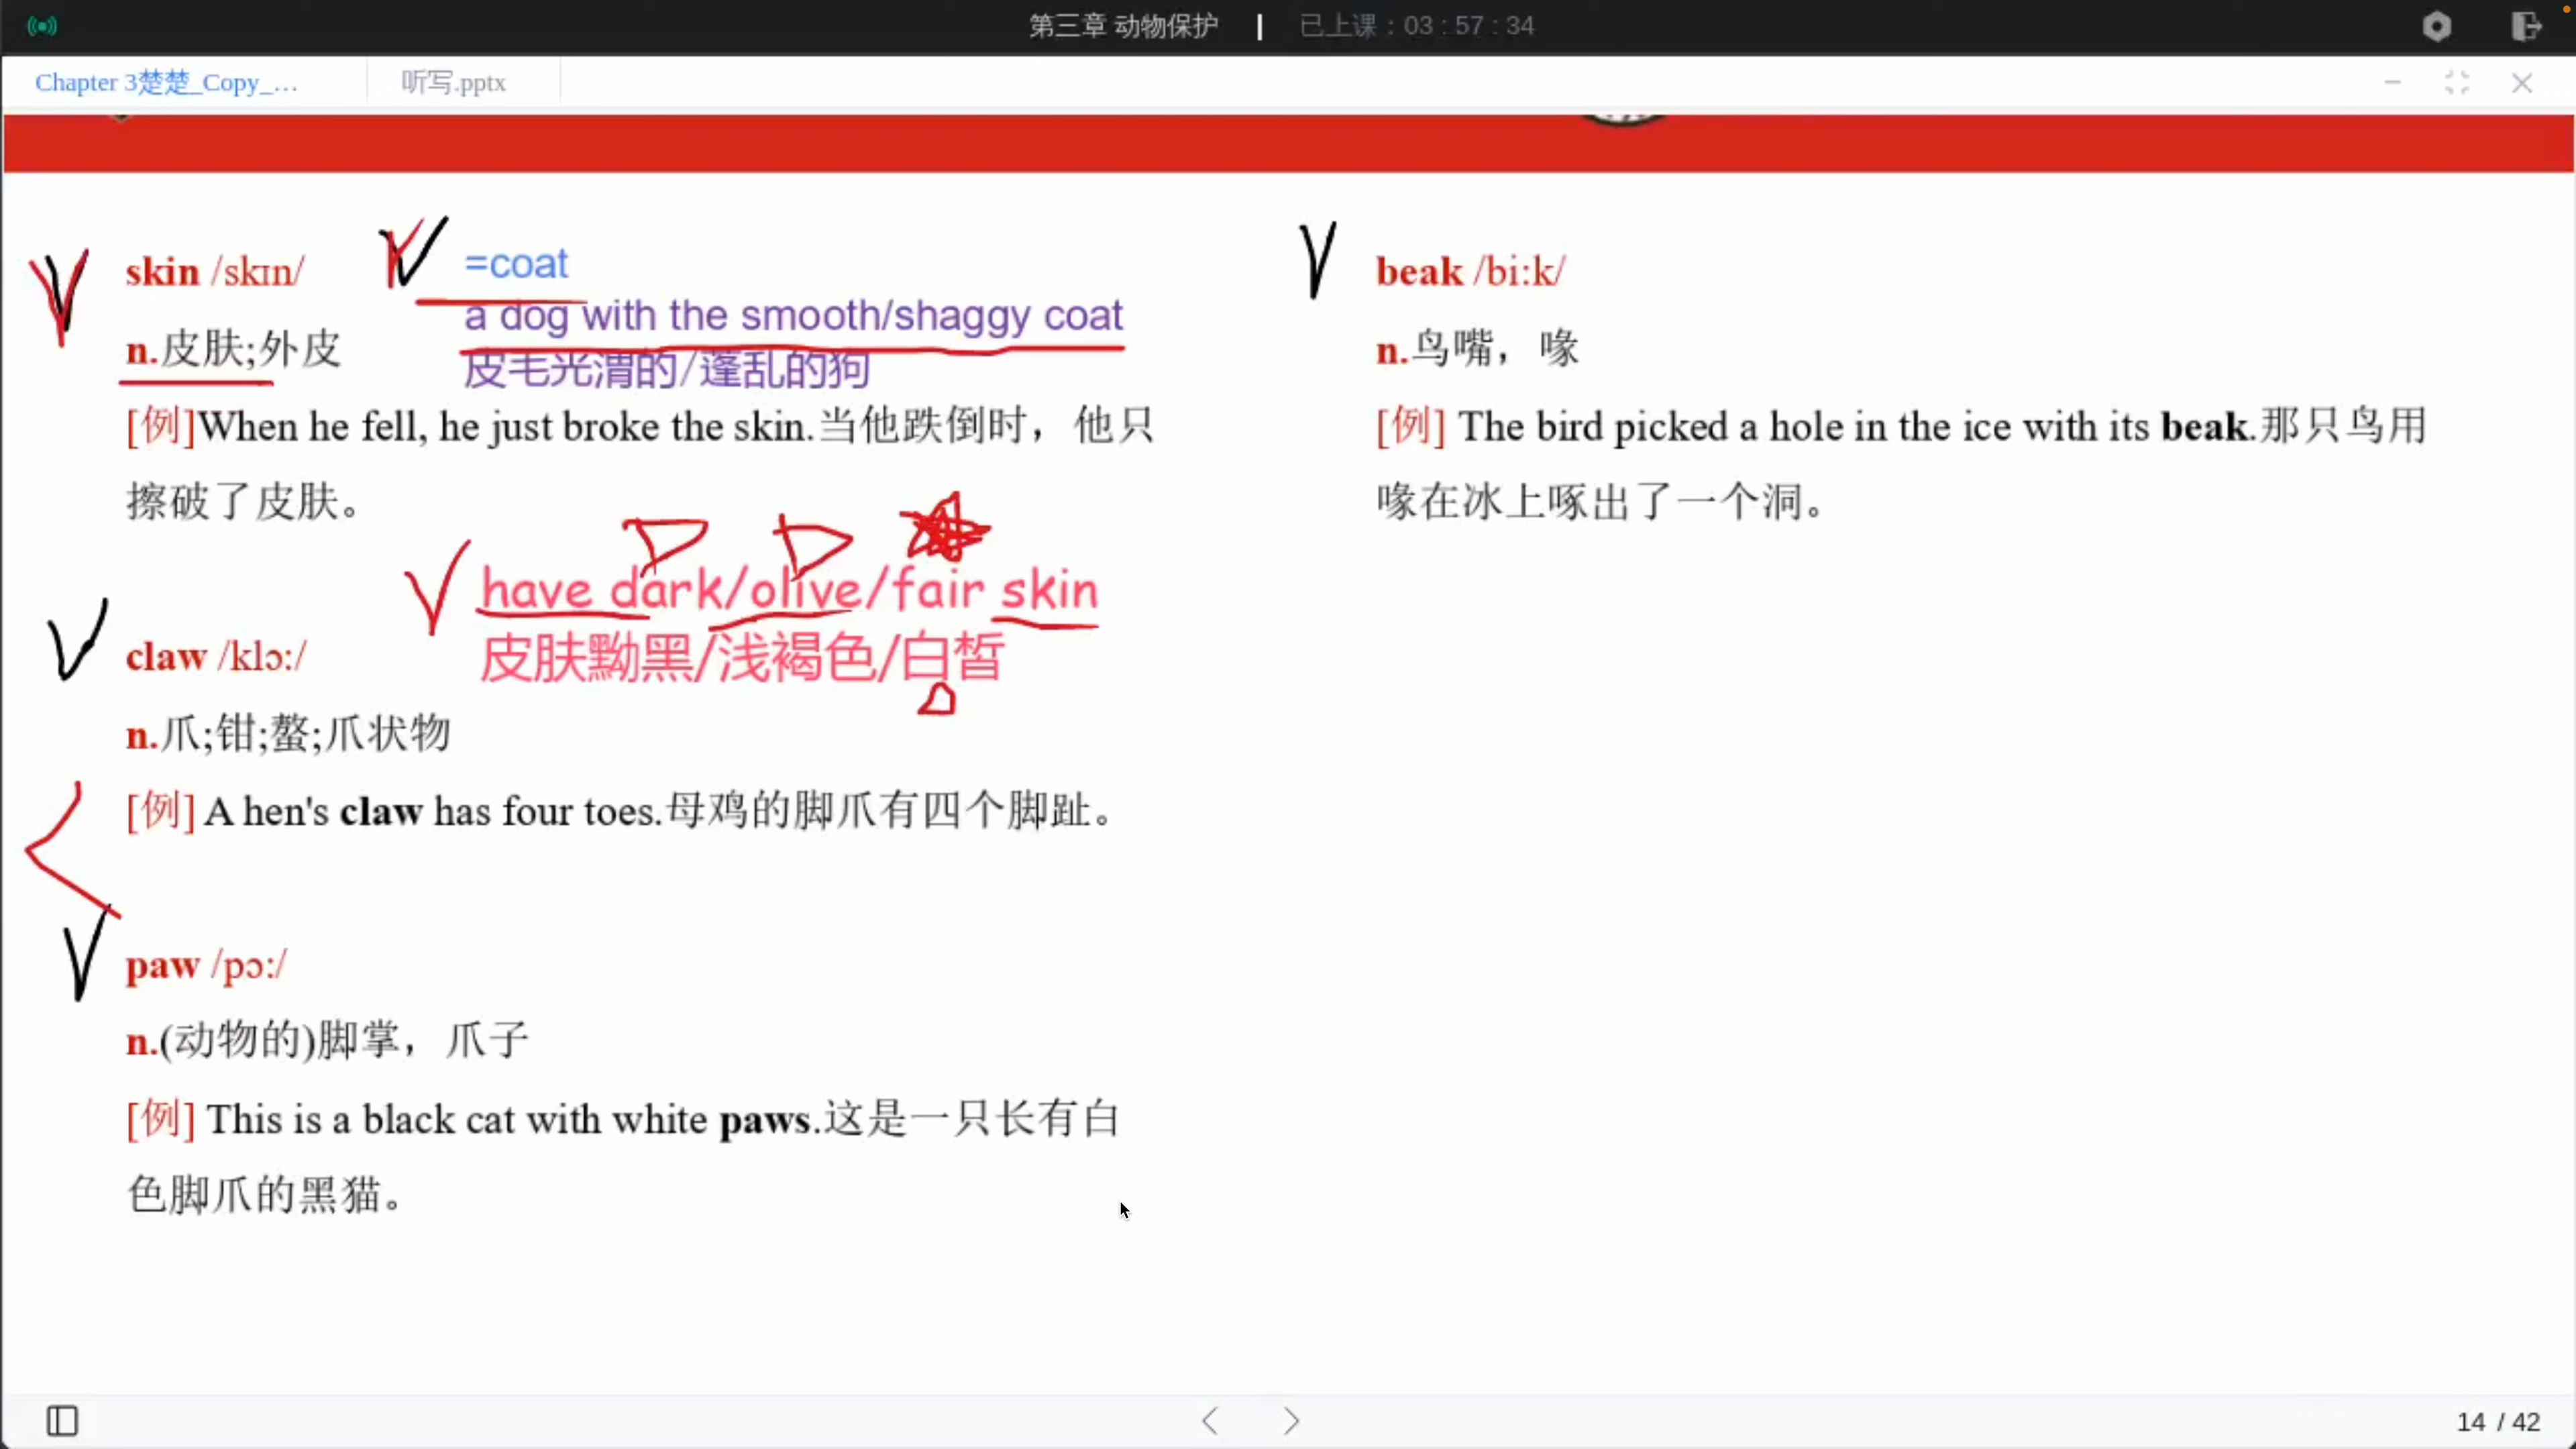 第三章 动物保护 | 已上课：03 : 57 : 34
Chapter 3楚楚_Copy_...
听写.pptx
skin /skɪn/
n.皮肤;外皮
=coat
a dog with the smooth/shaggy coat
皮毛光滑的/蓬乱的狗
[例]When he fell, he just broke the skin.当他跌倒时，他只
擦破了皮肤。
have dark/olive/fair skin
皮肤黝黑/浅褐色/白皙
claw /klɔ:/
n.爪;钳;螯;爪状物
[例] A hen's claw has four toes.母鸡的脚爪有四个脚趾。
paw /pɔ:/
n.(动物的)脚掌，爪子
[例] This is a black cat with white paws.这是一只长有白
色脚爪的黑猫。
beak /bi:k/
n.鸟嘴，喙
[例] The bird picked a hole in the ice with its beak.那只鸟用
喙在冰上啄出了一个洞。
14 / 42